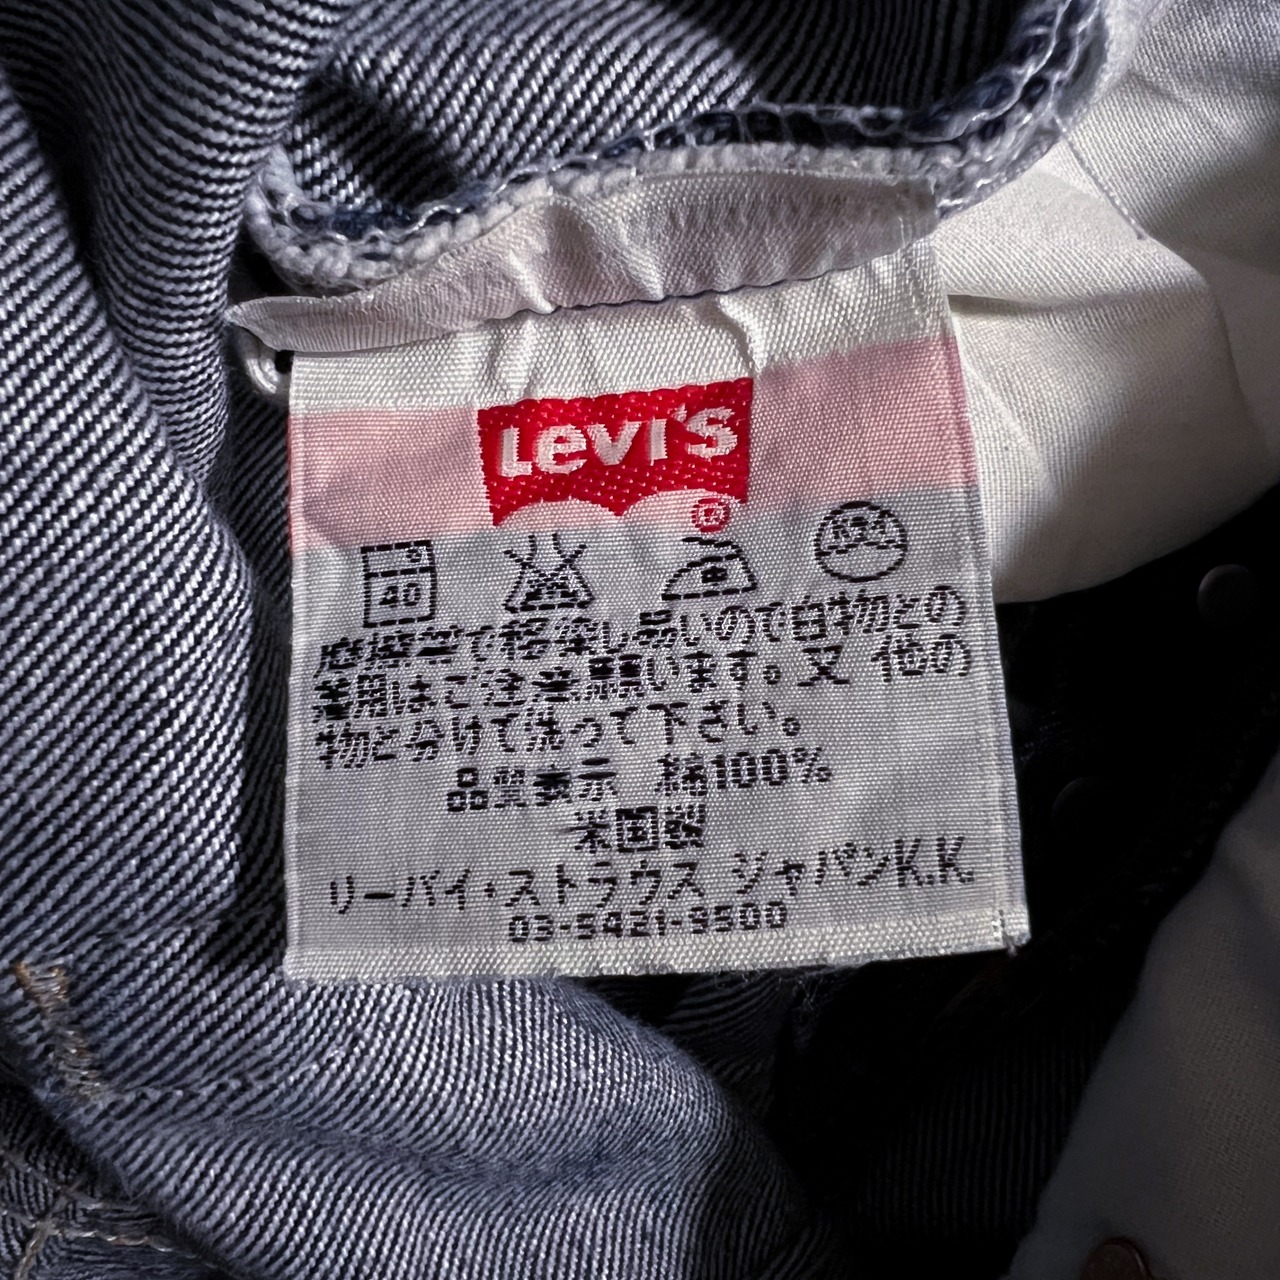 Levi's
®
40
摩擦等で移染し易いので白物との
着用はご注意願います。又 他の
物と分けて洗って下さい。
品質表示 綿100%
米国製
リーバイ・ストラウス ジャパンK.K.
03-5421-9500